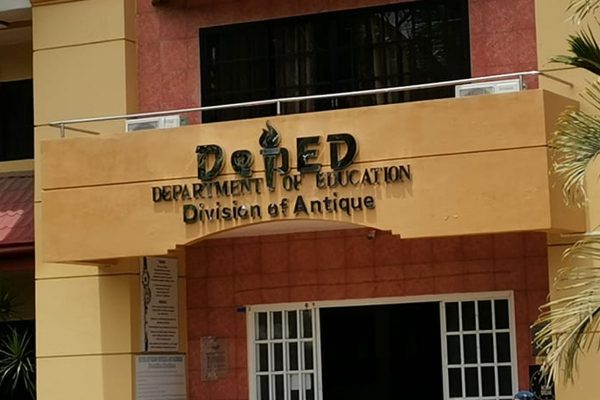 DepED
DEPARTMENT OF EDUCATION
Division of Antique